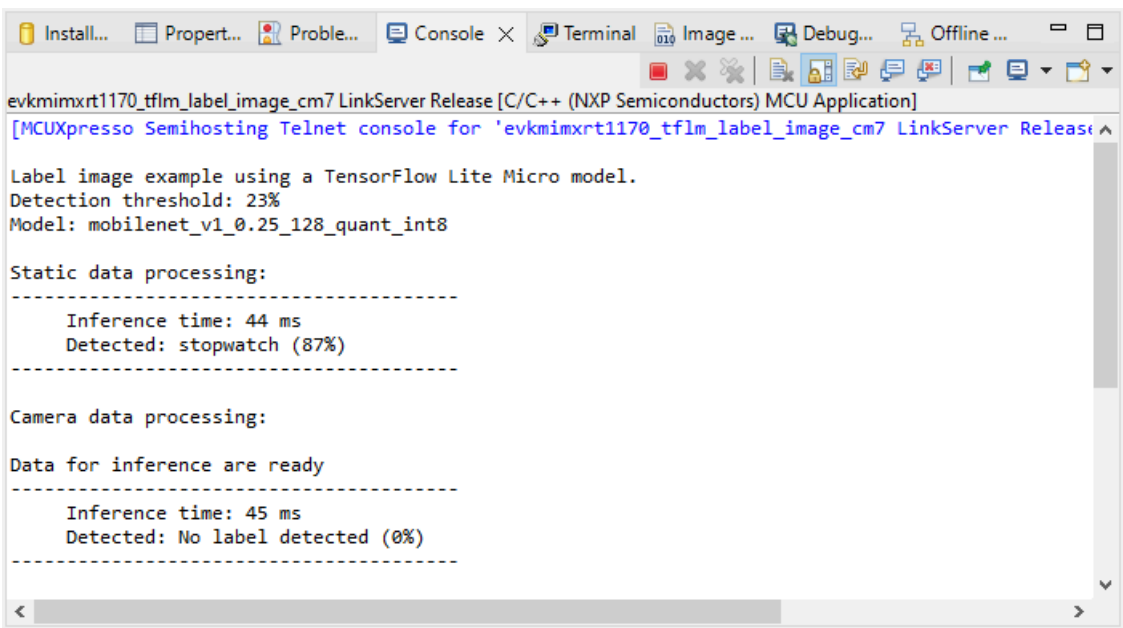 Install... Propert... Proble... Console Terminal Image ... Debug... Offline ...
evkmimxrt1170_tflm_label_image_cm7 LinkServer Release [C/C++ (NXP Semiconductors) MCU Application]
[MCUXpresso Semihosting Telnet console for 'evkmimxrt1170_tflm_label_image_cm7 LinkServer Release
Label image example using a TensorFlow Lite Micro model.
Detection threshold: 23%
Model: mobilenet_v1_0.25_128_quant_int8
Static data processing:
----------------------------------------
Inference time: 44 ms
Detected: stopwatch (87%)
----------------------------------------
Camera data processing:
Data for inference are ready
----------------------------------------
Inference time: 45 ms
Detected: No label detected (0%)
----------------------------------------